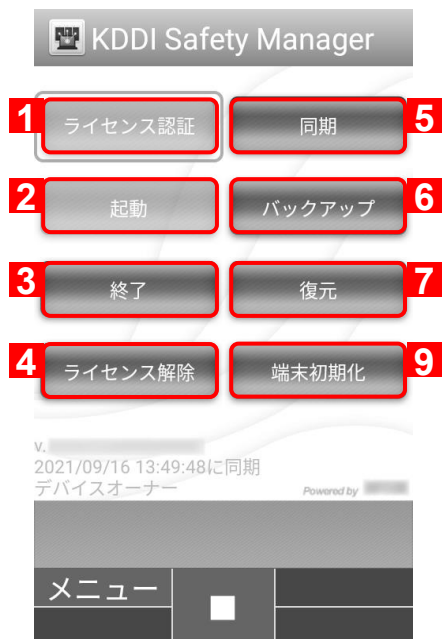 KDDI Safety Manager
1 ライセンス認証 同期 5
2 起動 バックアップ 6
3 終了 復元 7
4 ライセンス解除 端末初期化 9
v.
2021/09/16 13:49:48に同期
デバイスオーナー
Powered by
メニュー